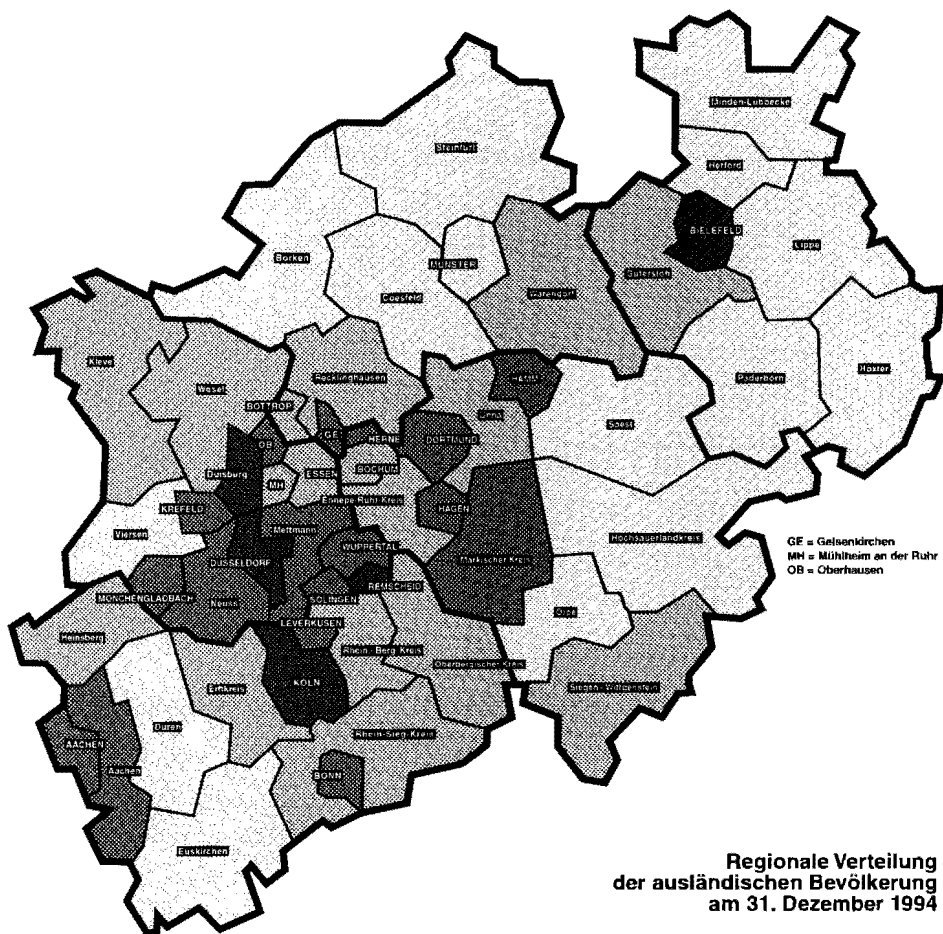 Minden-Lübbecke
Steinfurt
Herford
BIELEFELD
Lippe
Borken
MÜNSTER
Coesfeld
Warendorf
Gütersloh
Kleve
Wesel
Recklinghausen
HAMM
Paderborn
Höxter
BOTTROP
Unna
Soest
OB
GE
HERNE
DORTMUND
Duisburg
ESSEN
BOCHUM
MH
KREFELD
Ennepe-Ruhr-Kreis
HAGEN
Viersen
Mettmann
WUPPERTAL
Märkischer Kreis
Hochsauerlandkreis
GE = Gelsenkirchen
MH = Mühlheim an der Ruhr
OB = Oberhausen
DÜSSELDORF
REMSCHEID
MÖNCHENGLADBACH
Neuss
SOLINGEN
Olpe
LEVERKUSEN
Heinsberg
Rhein-Berg-Kreis
Oberbergischer Kreis
KÖLN
Erftkreis
Siegen-Wittgenstein
Düren
Rhein-Sieg-Kreis
AACHEN
Aachen
BONN
Euskirchen
Regionale Verteilung
der ausländischen Bevölkerung
am 31. Dezember 1994